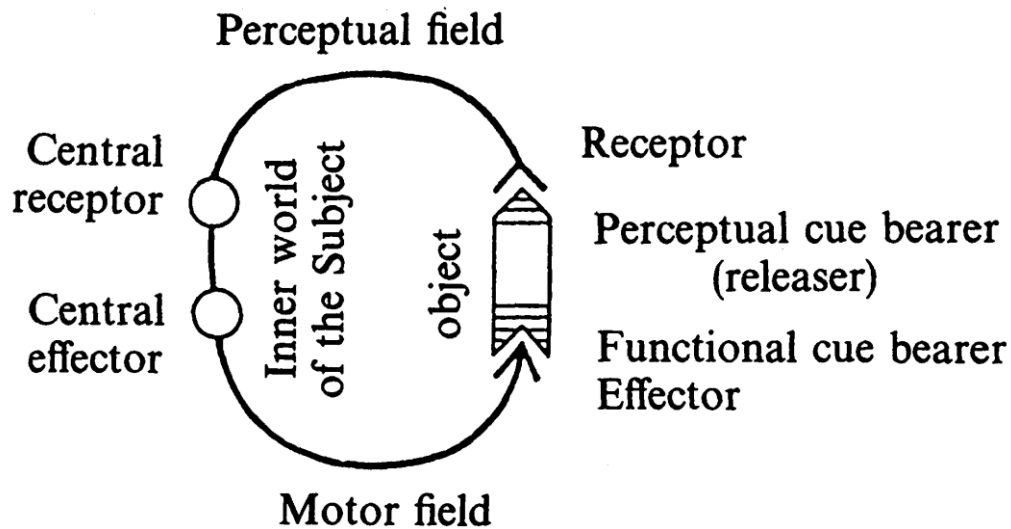 Perceptual field
Central
receptor
Central
effector
Inner world
of the Subject
object
Receptor
Perceptual cue bearer
(releaser)
Functional cue bearer
Effector
Motor field